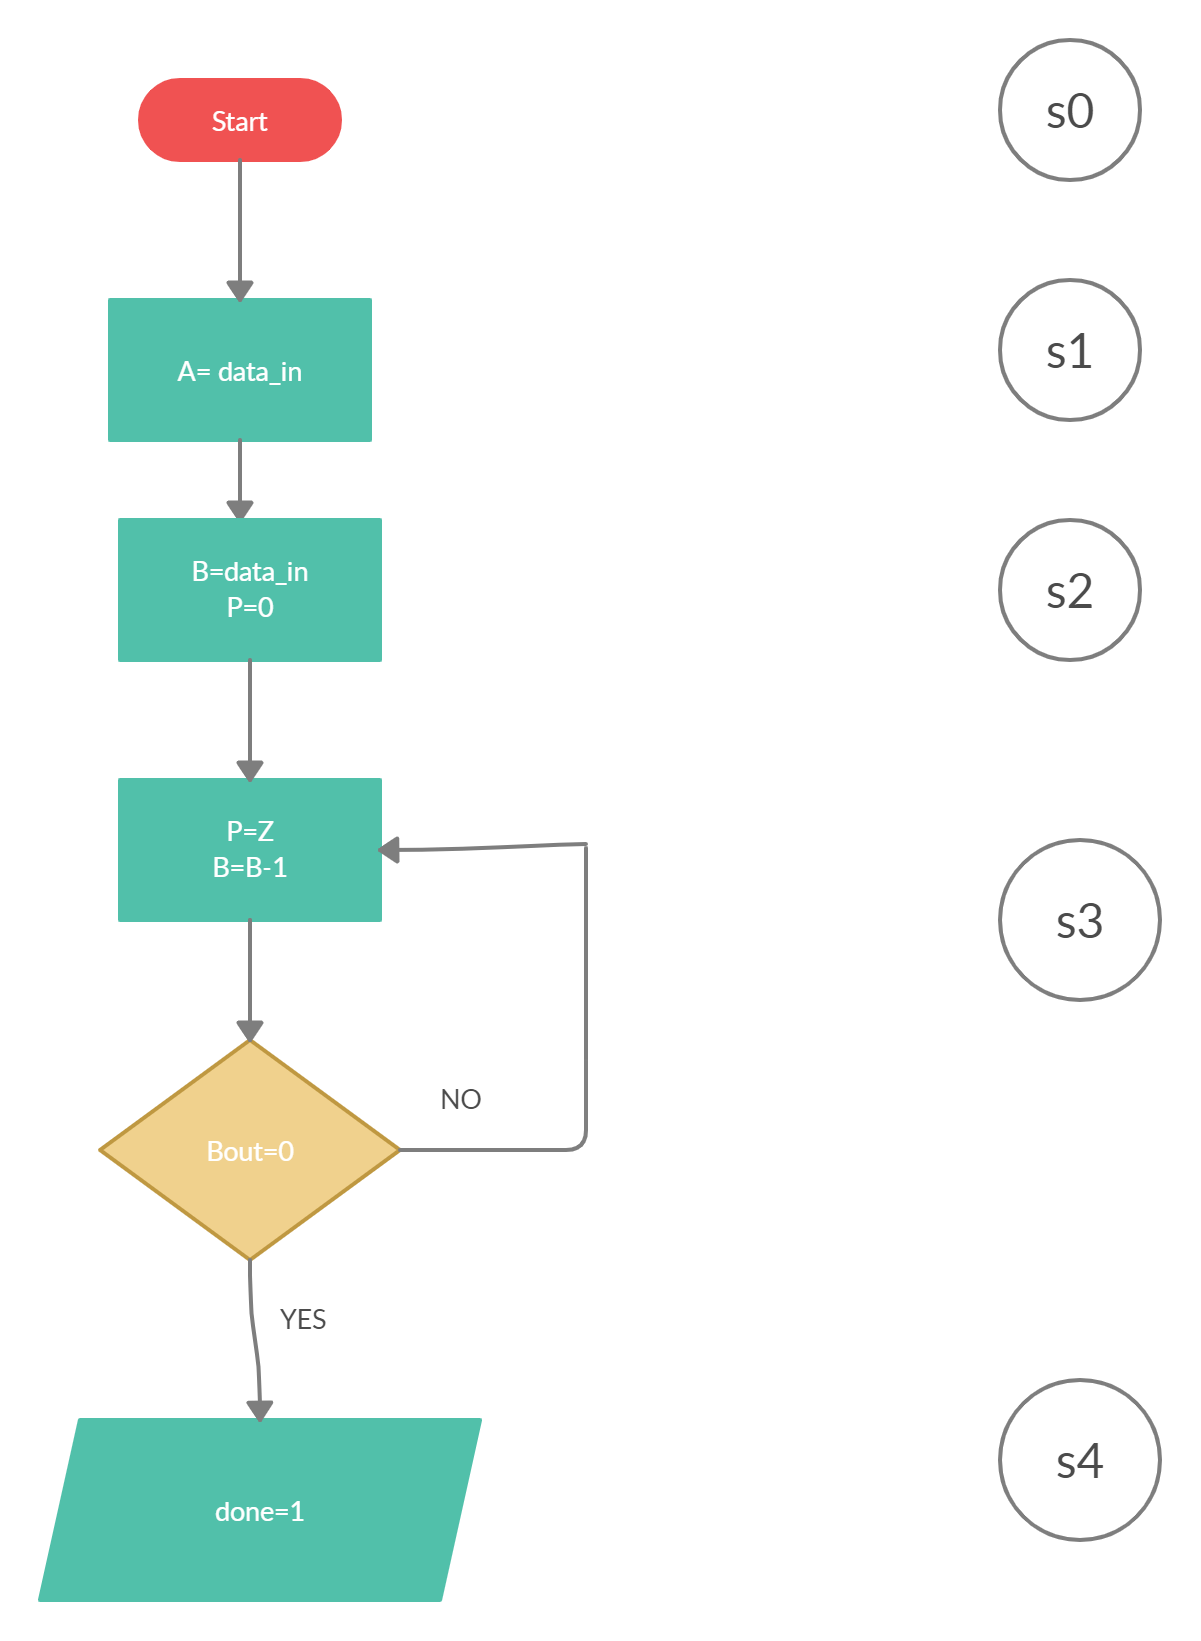 Start
s0
A= data_in
s1
B=data_in
P=0
s2
P=Z
B=B-1
s3
NO
Bout=0
YES
done=1
s4